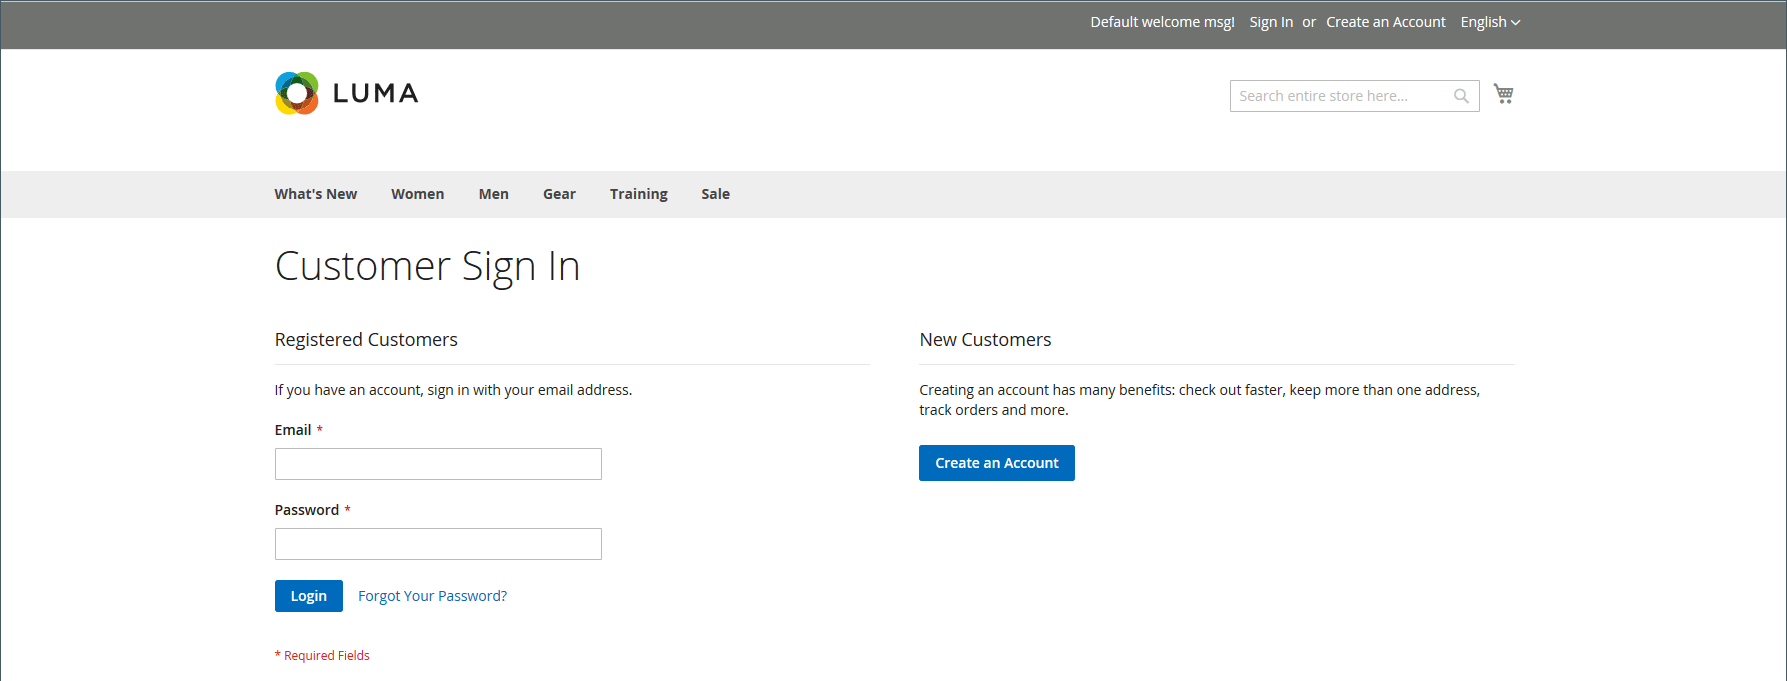 Default welcome msg! Sign In or Create an Account English
LUMA
Search entire store here...
What's New Women Men Gear Training Sale
Customer Sign In
Registered Customers
If you have an account, sign in with your email address.
Email *
Password *
Login Forgot Your Password?
* Required Fields
New Customers
Creating an account has many benefits: check out faster, keep more than one address,
track orders and more.
Create an Account